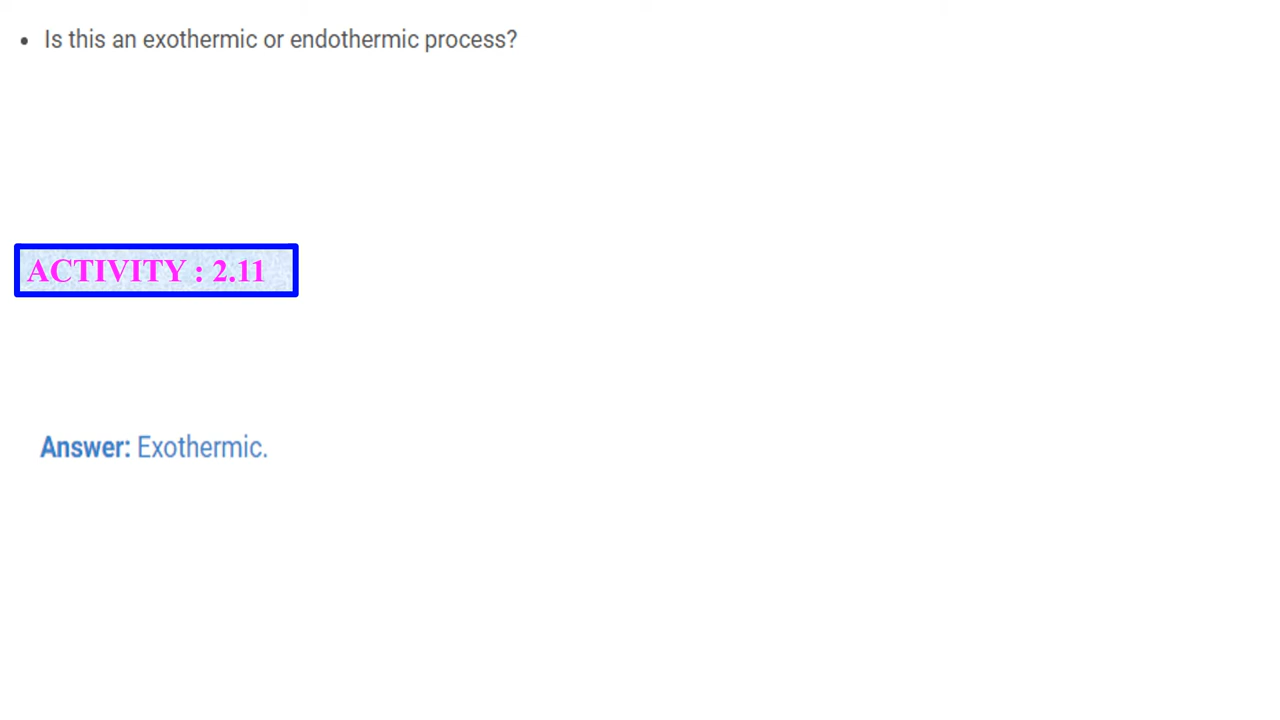 • Is this an exothermic or endothermic process?
ACTIVITY : 2.11
Answer: Exothermic.